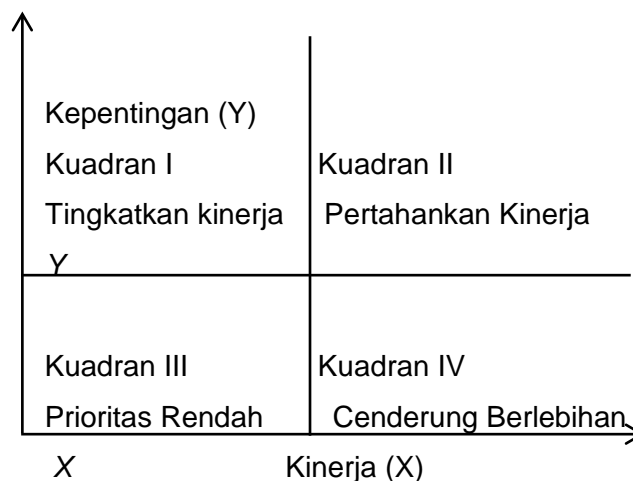 Kepentingan (Y)
Kuadran I
Kuadran II
Tingkatkan kinerja
Pertahankan Kinerja
Y
Kuadran III
Kuadran IV
Prioritas Rendah
Cenderung Berlebihan
X
Kinerja (X)